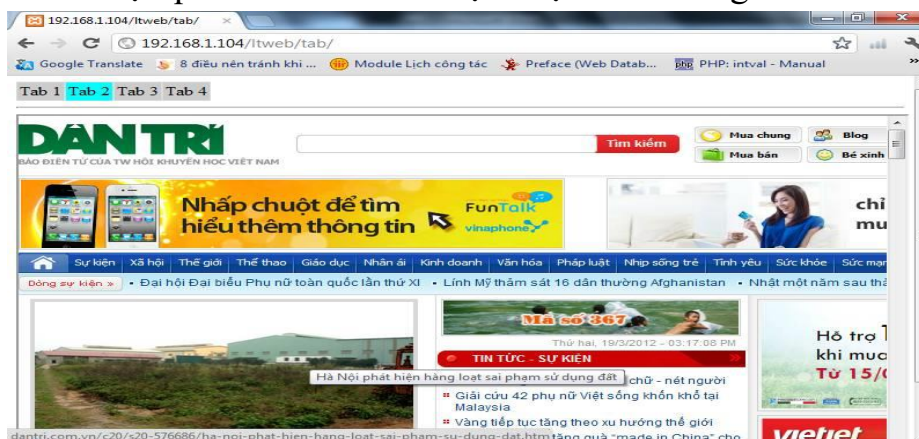 192.168.1.104/ltweb/tab/
192.168.1.104/ltweb/tab/
Google Translate 8 điều nên tránh khi ... Module Lịch công tác Preface (Web Datab... PHP: intval - Manual
Tab 1 Tab 2 Tab 3 Tab 4
DÂN TRÍ
BÁO ĐIỆN TỬ CỦA TW HỘI KHUYẾN HỌC VIỆT NAM
Tìm kiếm
Mua chung Blog
Mua bán Bé xinh
Nhấp chuột để tìm
hiểu thêm thông tin
FunTalk
vinaphone
chỉ
mu
Sự kiện Xã hội Thế giới Thể thao Giáo dục Nhân ái Kinh doanh Văn hóa Pháp luật Nhịp sống trẻ Tình yêu Sức khỏe Sức mạn
Dòng sự kiện » • Đại hội Đại biểu Phụ nữ toàn quốc lần thứ XI • Lính Mỹ thảm sát 16 dân thường Afghanistan • Nhật một năm sau thả
Mã số 367
Thứ hai, 19/3/2012 - 03:17:08 PM
TIN TỨC - SỰ KIỆN
Hà Nội phát hiện hàng loạt sai phạm sử dụng đất
chữ - nét người
Giải cứu 42 phụ nữ Việt sống khốn khổ tại
Malaysia
Vàng tiếp tục tăng theo xu hướng thế giới
tặng quà "made in China" cho
Hỗ trợ
khi mua
Từ 15/
vietjet
dantri.com.vn/c20/s20-576686/ha-noi-phat-hien-hang-loat-sai-pham-su-dung-dat.htm